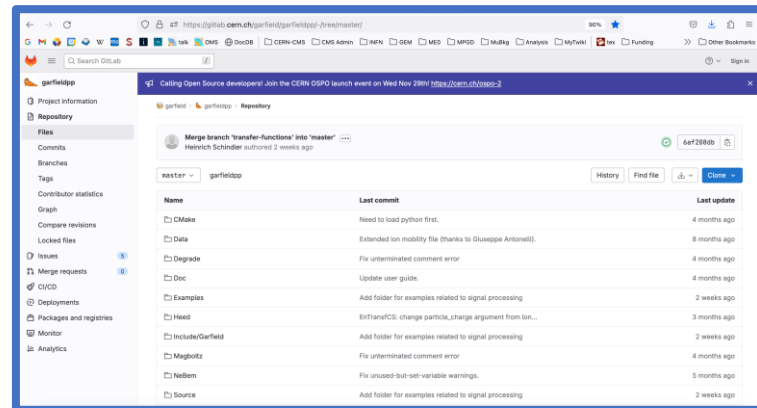 https://gitlab.cern.ch/garfield/garfieldpp/-/tree/master/
90%
talk
CMS
DocDB
CERN-CMS
CMS Admin
INFN
GEM
ME0
MPGD
MuBkg
Analysis
MyTwiki
tex
Funding
Other Bookmarks
Search GitLab
/
Sign in
garfieldpp
Calling Open Source developers! Join the CERN OSPO launch event on Wed Nov 29th! https://cern.ch/ospo-2
Project information
Repository
Files
Commits
Branches
Tags
Contributor statistics
Graph
Compare revisions
Locked files
Issues 5
Merge requests 0
CI/CD
Deployments
Packages and registries
Monitor
Analytics
garfield › garfieldpp › Repository
Merge branch 'transfer-functions' into 'master'
Heinrich Schindler authored 2 weeks ago
6af208db
master garfieldpp History Find file Clone
Name Last commit Last update
CMake Need to load python first. 4 months ago
Data Extended ion mobility file (thanks to Giuseppe Antonelli). 8 months ago
Degrade Fix unterminated comment error 4 months ago
Doc Update user guide. 4 months ago
Examples Add folder for examples related to signal processing 2 weeks ago
Heed EnTransfCS: change particle_charge argument from lon... 3 months ago
Include/Garfield Add folder for examples related to signal processing 2 weeks ago
Magboltz Fix unterminated comment error 4 months ago
NeBem Fix unused-but-set-variable warnings. 5 months ago
Source Add folder for examples related to signal processing 2 weeks ago